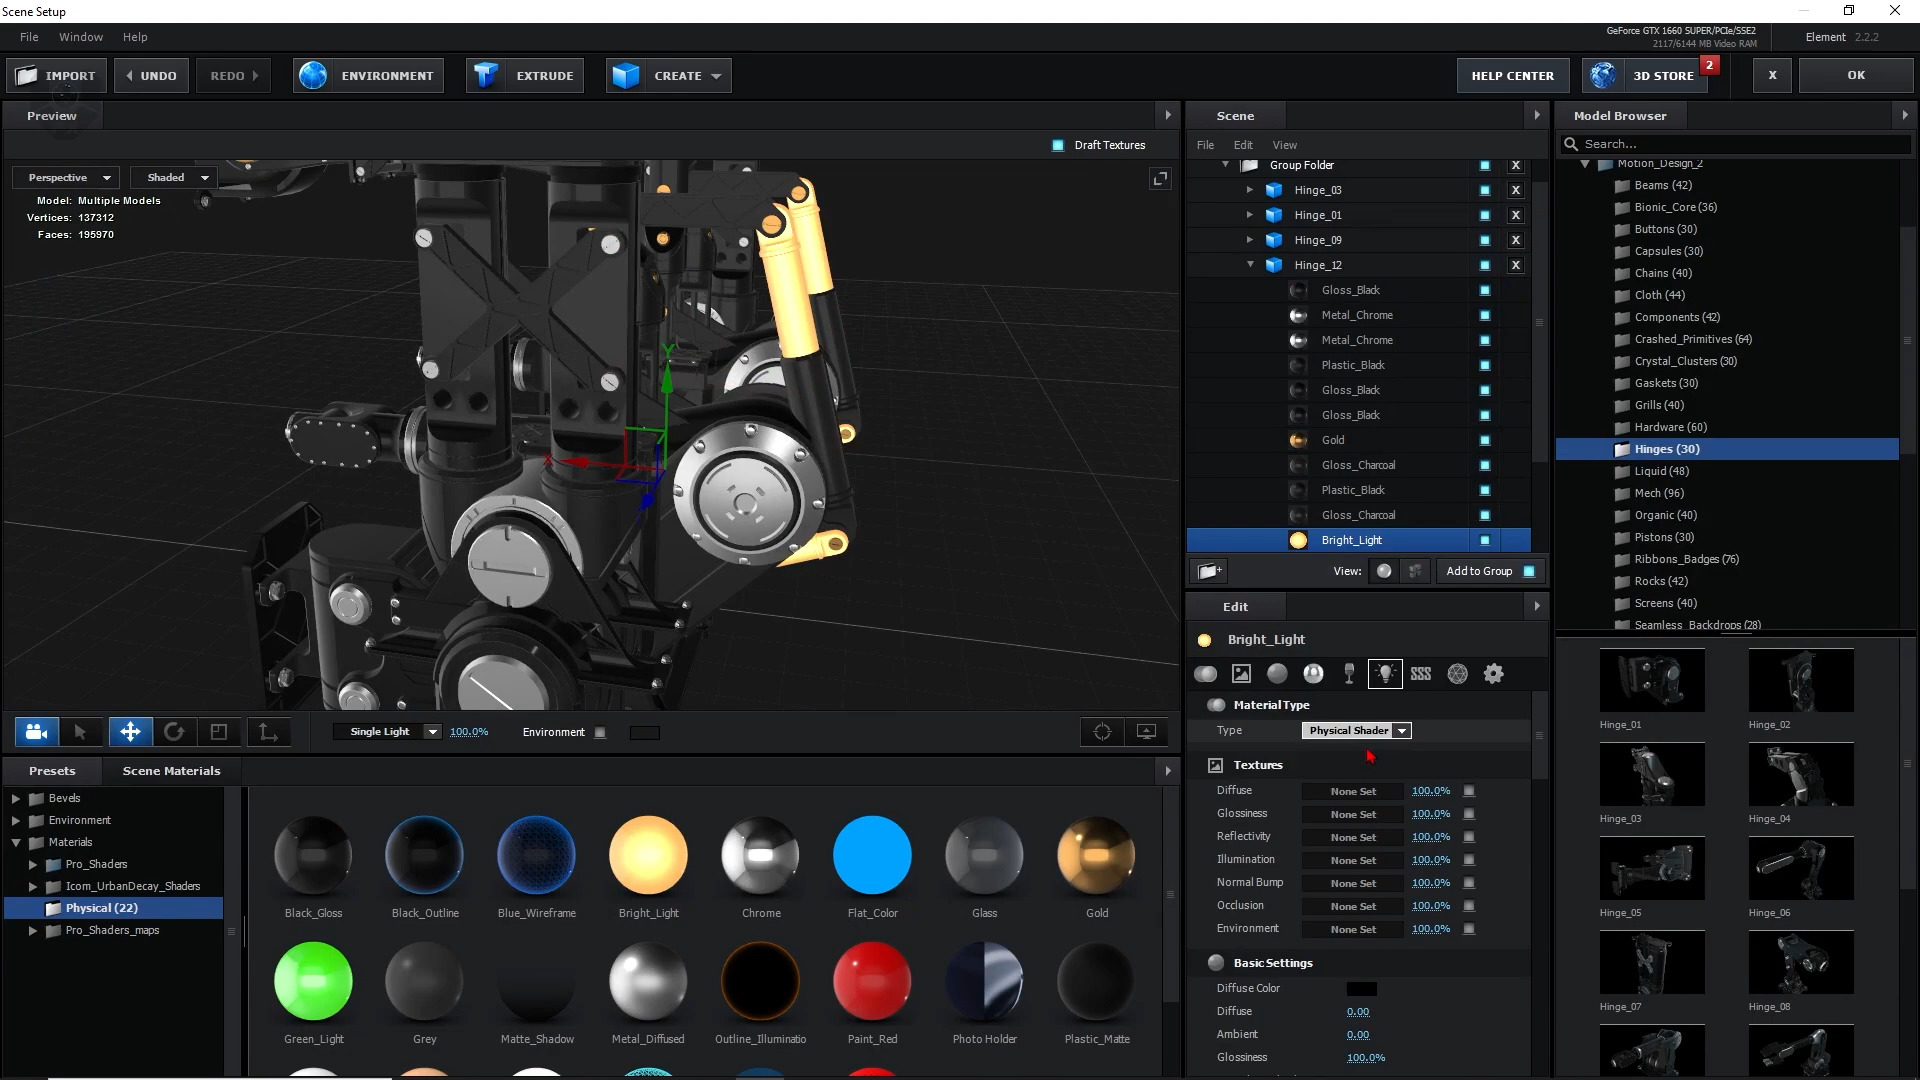 Scene Setup
File Window Help
GeForce GTX 1660 SUPER/PCIe/SSE2
2117/6144 MB Video RAM
Element 2.2.2
IMPORT
UNDO
REDO
ENVIRONMENT
EXTRUDE
CREATE
HELP CENTER
3D STORE
2
X
OK
Preview
Draft Textures
Perspective
Shaded
Model: Multiple Models
Vertices: 137312
Faces: 195970
X
Y
Single Light
100.0%
Environment
Presets
Scene Materials
Bevels
Environment
Materials
Pro_Shaders
Icom_UrbanDecay_Shaders
Physical (22)
Pro_Shaders_maps
Black_Gloss
Black_Outline
Blue_Wireframe
Bright_Light
Chrome
Flat_Color
Glass
Gold
Green_Light
Grey
Matte_Shadow
Metal_Diffused
Outline_Illuminatio
Paint_Red
Photo Holder
Plastic_Matte
Scene
File Edit View
Group Folder X
Hinge_03 X
Hinge_01 X
Hinge_09 X
Hinge_12 X
Gloss_Black
Metal_Chrome
Metal_Chrome
Plastic_Black
Gloss_Black
Gloss_Black
Gold
Gloss_Charcoal
Plastic_Black
Gloss_Charcoal
Bright_Light
View:
Add to Group
Edit
Bright_Light
SSS
Material Type
Type Physical Shader
Textures
Diffuse None Set 100.0%
Glossiness None Set 100.0%
Reflectivity None Set 100.0%
Illumination None Set 100.0%
Normal Bump None Set 100.0%
Occlusion None Set 100.0%
Environment None Set 100.0%
Basic Settings
Diffuse Color
Diffuse 0.00
Ambient 0.00
Glossiness 100.0%
Model Browser
Search...
Motion_Design_2
Beams (42)
Bionic_Core (36)
Buttons (30)
Capsules (30)
Chains (40)
Cloth (44)
Components (42)
Crashed_Primitives (64)
Crystal_Clusters (30)
Gaskets (30)
Grills (40)
Hardware (60)
Hinges (30)
Liquid (48)
Mech (96)
Organic (40)
Pistons (30)
Ribbons_Badges (76)
Rocks (42)
Screens (40)
Seamless_Backdrops (28)
Hinge_01
Hinge_02
Hinge_03
Hinge_04
Hinge_05
Hinge_06
Hinge_07
Hinge_08